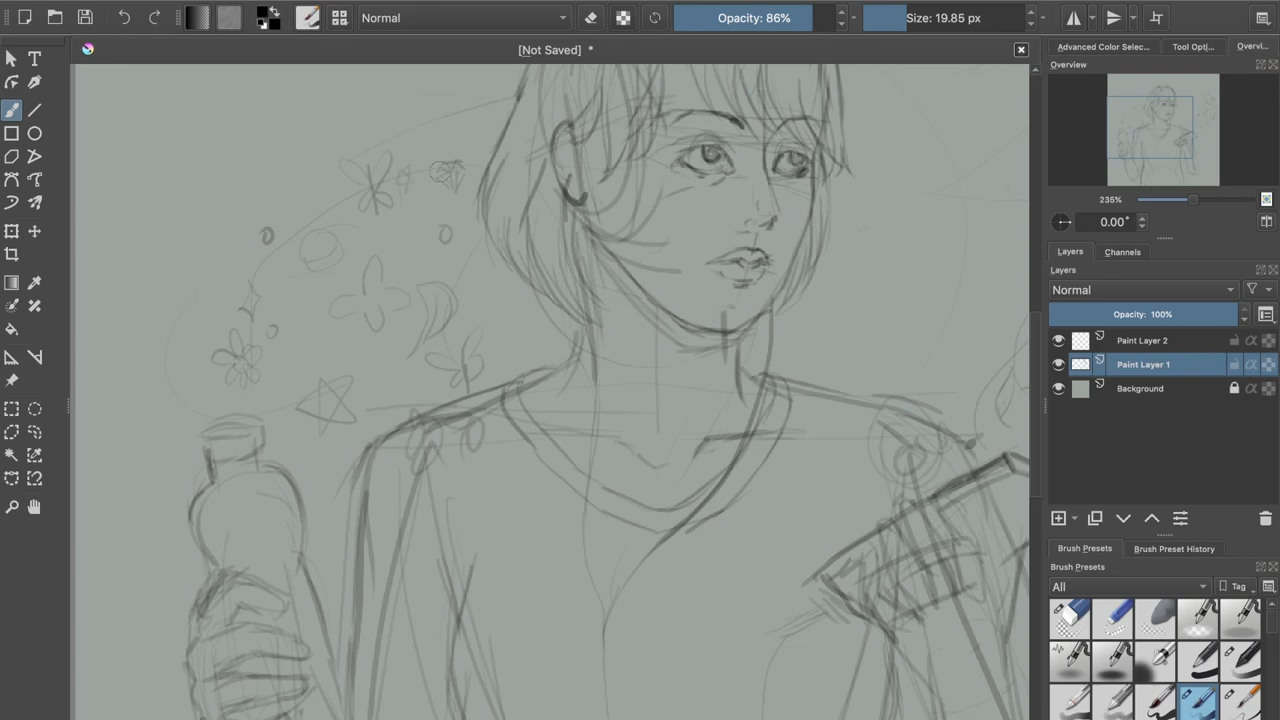 Normal
Opacity: 86%
Size: 19.85 px
[Not Saved] *
Advanced Color Selec...
Tool Opti...
Overvi...
Overview
235%
0.00°
Layers
Channels
Layers
Normal
Opacity: 100%
Paint Layer 2
Paint Layer 1
Background
Brush Presets
Brush Preset History
Brush Presets
All
Tag